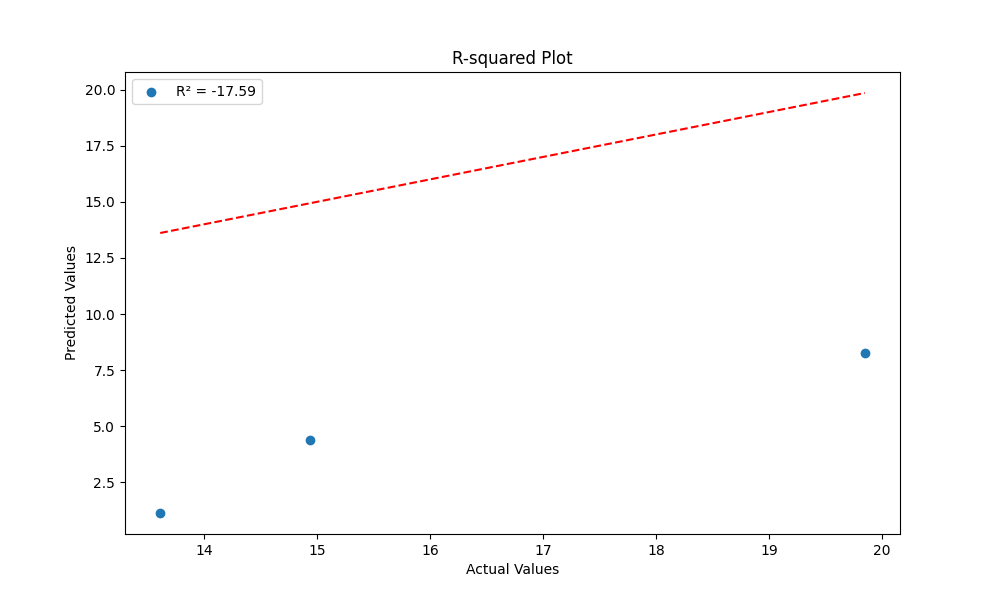 R-squared Plot
R² = -17.59
20.0
17.5
15.0
12.5
10.0
7.5
5.0
2.5
Predicted Values
14 15 16 17 18 19 20
Actual Values